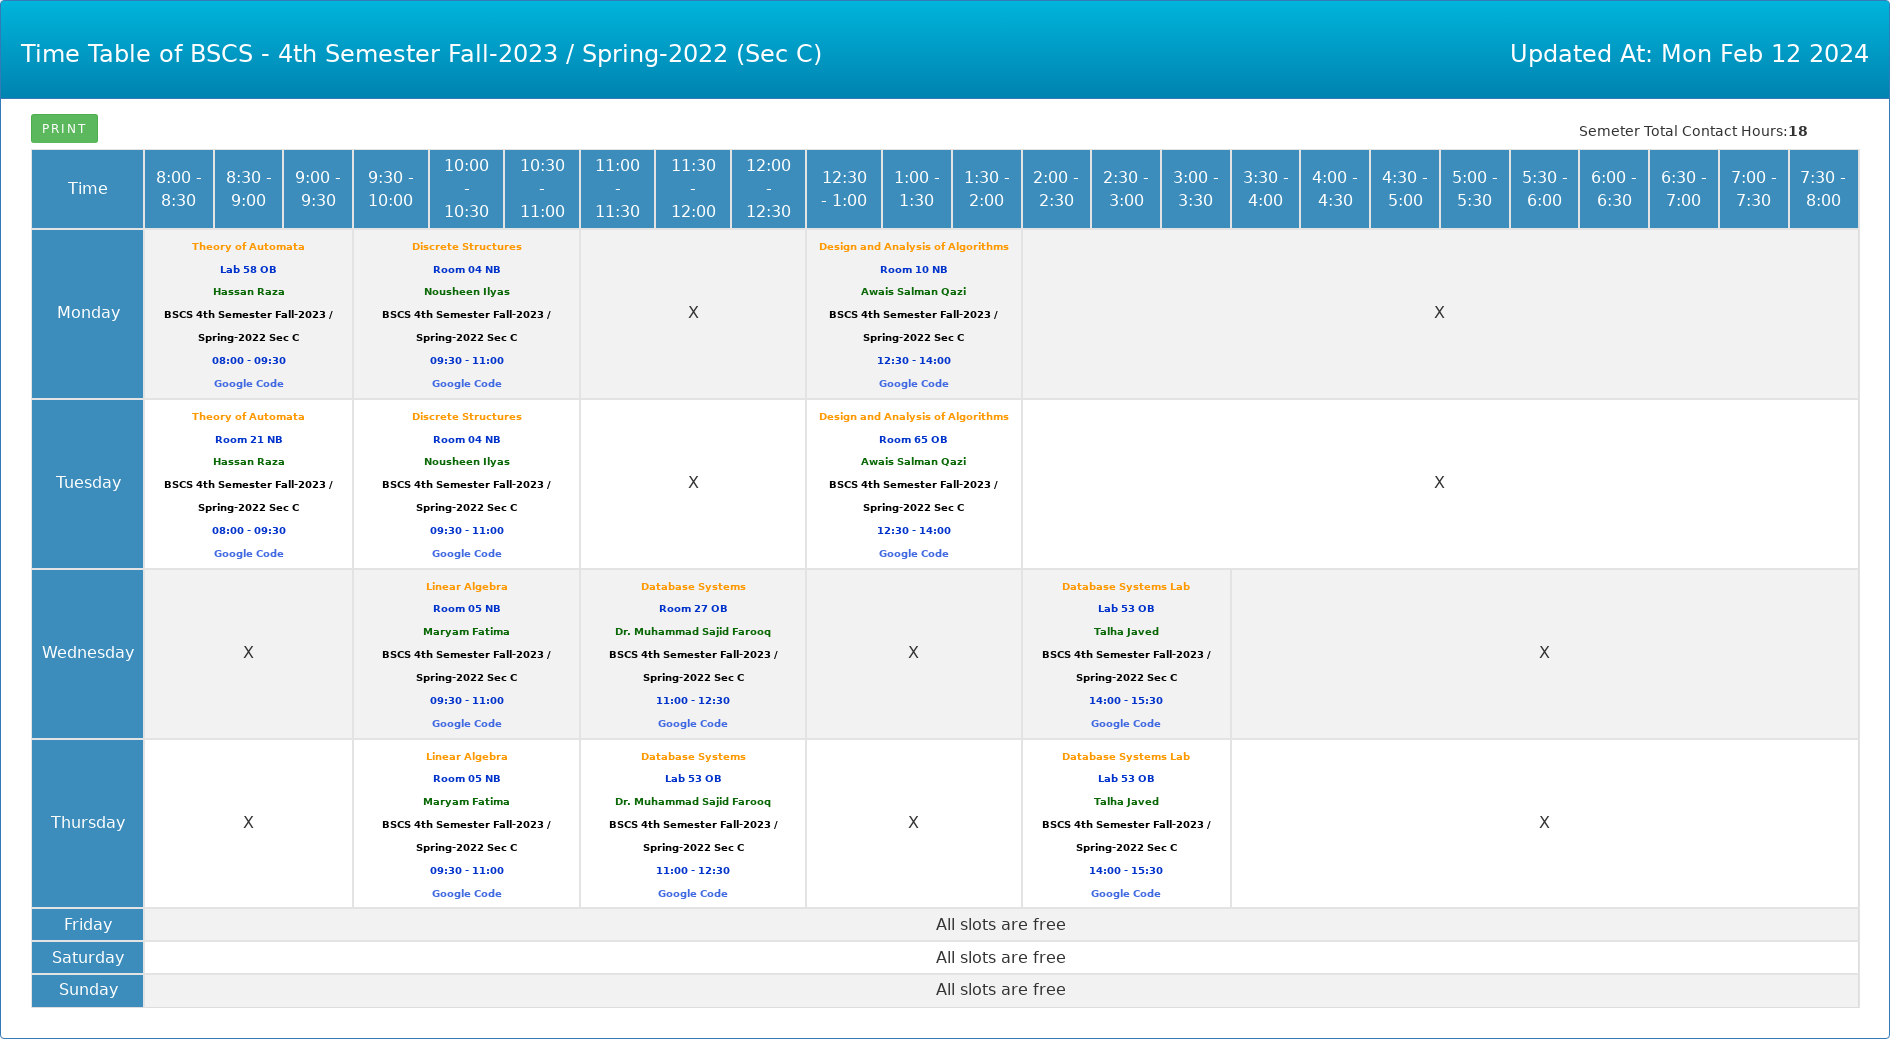 Time Table of BSCS - 4th Semester Fall-2023 / Spring-2022 (Sec C)
Updated At: Mon Feb 12 2024
PRINT
Semeter Total Contact Hours:18
Time
8:00 -
8:30
8:30 -
9:00
9:00 -
9:30
9:30 -
10:00
10:00
-
10:30
10:30
-
11:00
11:00
-
11:30
11:30
-
12:00
12:00
-
12:30
12:30
- 1:00
1:00 -
1:30
1:30 -
2:00
2:00 -
2:30
2:30 -
3:00
3:00 -
3:30
3:30 -
4:00
4:00 -
4:30
4:30 -
5:00
5:00 -
5:30
5:30 -
6:00
6:00 -
6:30
6:30 -
7:00
7:00 -
7:30
7:30 -
8:00
Monday
Theory of Automata
Lab 58 OB
Hassan Raza
BSCS 4th Semester Fall-2023 /
Spring-2022 Sec C
08:00 - 09:30
Google Code
Discrete Structures
Room 04 NB
Nousheen Ilyas
BSCS 4th Semester Fall-2023 /
Spring-2022 Sec C
09:30 - 11:00
Google Code
X
Design and Analysis of Algorithms
Room 10 NB
Awais Salman Qazi
BSCS 4th Semester Fall-2023 /
Spring-2022 Sec C
12:30 - 14:00
Google Code
X
Tuesday
Theory of Automata
Room 21 NB
Hassan Raza
BSCS 4th Semester Fall-2023 /
Spring-2022 Sec C
08:00 - 09:30
Google Code
Discrete Structures
Room 04 NB
Nousheen Ilyas
BSCS 4th Semester Fall-2023 /
Spring-2022 Sec C
09:30 - 11:00
Google Code
X
Design and Analysis of Algorithms
Room 65 OB
Awais Salman Qazi
BSCS 4th Semester Fall-2023 /
Spring-2022 Sec C
12:30 - 14:00
Google Code
X
Wednesday
X
Linear Algebra
Room 05 NB
Maryam Fatima
BSCS 4th Semester Fall-2023 /
Spring-2022 Sec C
09:30 - 11:00
Google Code
Database Systems
Room 27 OB
Dr. Muhammad Sajid Farooq
BSCS 4th Semester Fall-2023 /
Spring-2022 Sec C
11:00 - 12:30
Google Code
X
Database Systems Lab
Lab 53 OB
Talha Javed
BSCS 4th Semester Fall-2023 /
Spring-2022 Sec C
14:00 - 15:30
Google Code
X
Thursday
X
Linear Algebra
Room 05 NB
Maryam Fatima
BSCS 4th Semester Fall-2023 /
Spring-2022 Sec C
09:30 - 11:00
Google Code
Database Systems
Lab 53 OB
Dr. Muhammad Sajid Farooq
BSCS 4th Semester Fall-2023 /
Spring-2022 Sec C
11:00 - 12:30
Google Code
X
Database Systems Lab
Lab 53 OB
Talha Javed
BSCS 4th Semester Fall-2023 /
Spring-2022 Sec C
14:00 - 15:30
Google Code
X
Friday
All slots are free
Saturday
All slots are free
Sunday
All slots are free